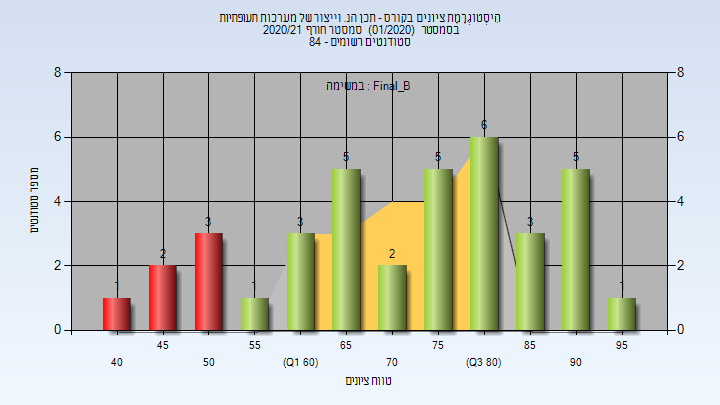 היסטוגרמת ציונים בקורס - תכן הנ. וייצור של מערכות תעופתיות
בסמסטר (01/2020) סמסטר חורף 2020/21
סטודנטים רשומים - 84
במשימה : Final_B
מספר סטודנטים
8 8
6 6
4 4
2 2
0 0
1 2 3 1 3 5 2 5 6 3 5 1
40 45 50 55 (Q1 60) 65 70 75 (Q3 80) 85 90 95
טווח ציונים